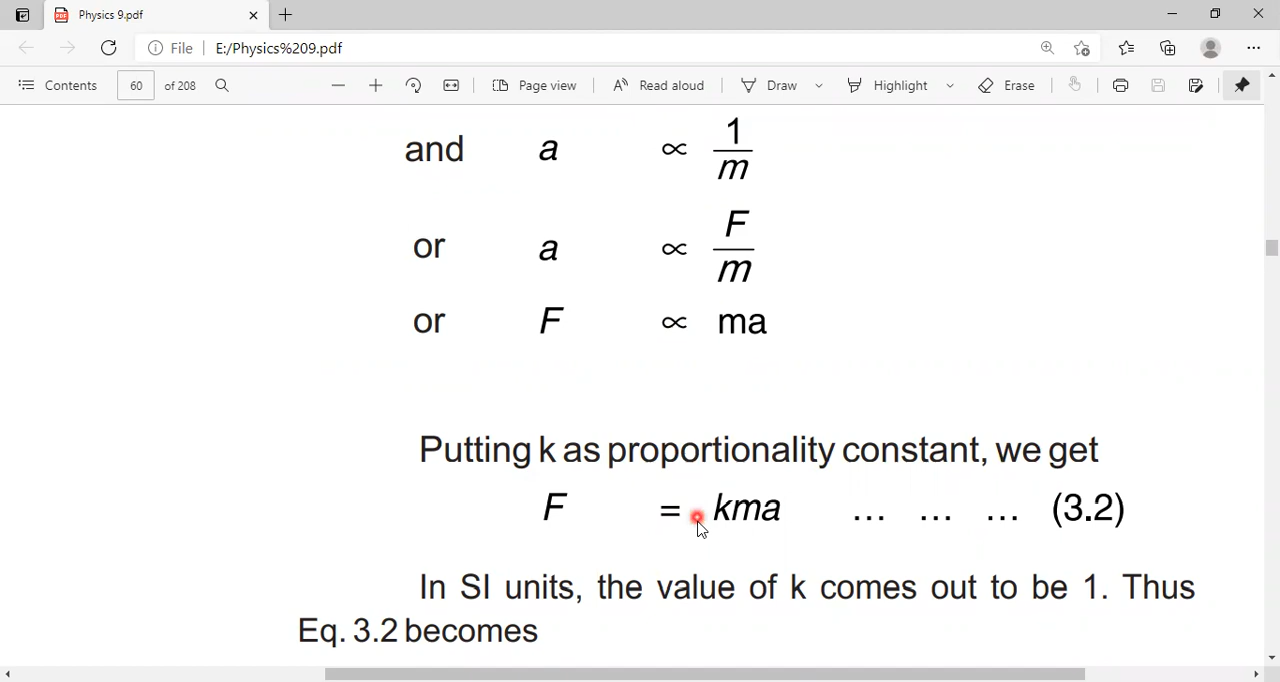 Physics 9.pdf
File E:/Physics%209.pdf
Contents 60 of 208 Page view Read aloud Draw Highlight Erase
and a ∝ 1/m
or a ∝ F/m
or F ∝ ma
Putting k as proportionality constant, we get
F = kma ... ... ... (3.2)
In SI units, the value of k comes out to be 1. Thus
Eq. 3.2 becomes